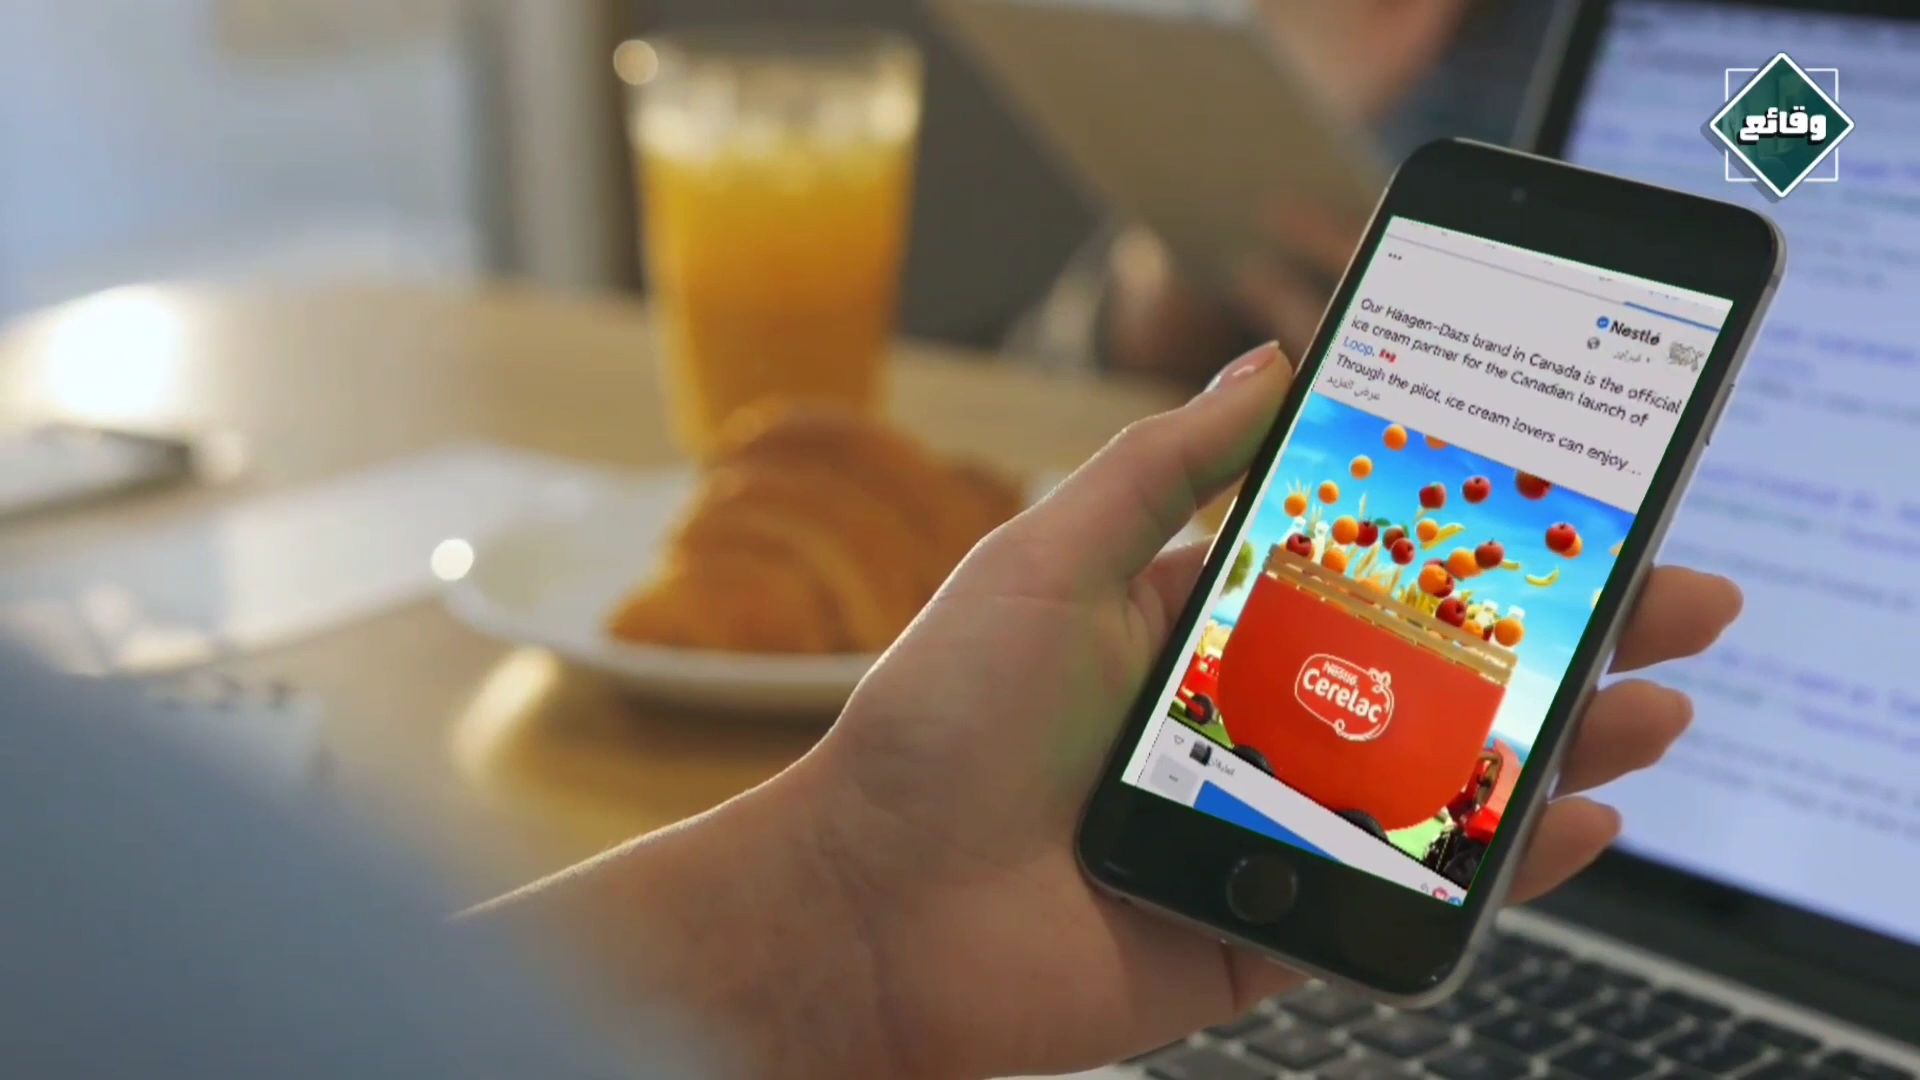 وقائع
Nestlé
Our Häagen-Dazs brand in Canada is the official
ice cream partner for the Canadian launch of
Loop.
Through the pilot, ice cream lovers can enjoy ...
عرض المزيد
Nestlé
Cerelac